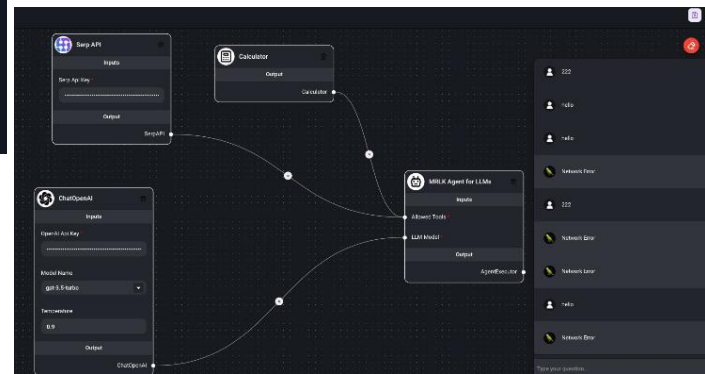 Serp API
Inputs
Serp Api Key
Output
SerpAPI
Calculator
Output
Calculator
ChatOpenAI
Inputs
OpenAI Api Key *
Model Name
gpt-3.5-turbo
Temperature
0.9
Output
ChatOpenAI
MRLK Agent for LLMs
Inputs
Allowed Tools *
LLM Model *
Output
AgentExecutor
222
hello
hello
Network Error
222
Network Error
Network Error
hello
Network Error
Type your question